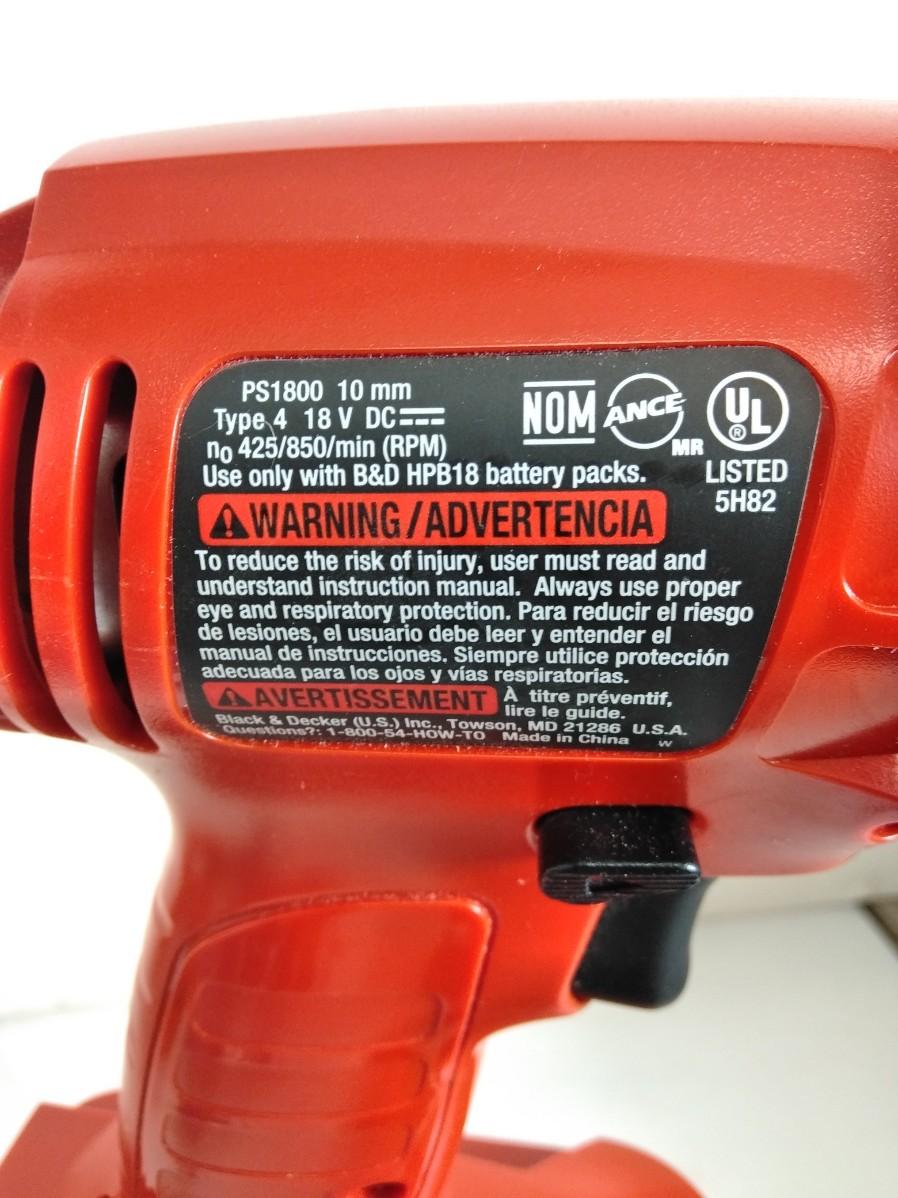 PS1800 10 mm
Type 4 18 V DC
n₀ 425/850/min (RPM)
Use only with B&D HPB18 battery packs.
NOM
ANCE
MR
UL
®
LISTED
5H82
WARNING/ADVERTENCIA
To reduce the risk of injury, user must read and
understand instruction manual. Always use proper
eye and respiratory protection. Para reducir el riesgo
de lesiones, el usuario debe leer y entender el
manual de instrucciones. Siempre utilice protección
adecuada para los ojos y vías respiratorias.
AVERTISSEMENT À titre préventif,
lire le guide.
Black & Decker (U.S.) Inc., Towson, MD 21286 U.S.A.
Questions?: 1-800-54-HOW-TO Made in China W